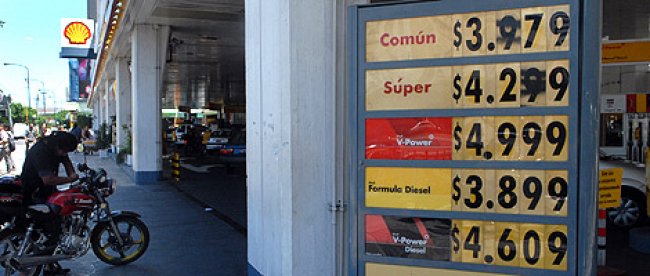 Común $3.979
Súper $4.299
V-Power $4.999
Formula Diesel $3.899
V-Power Diesel $4.609